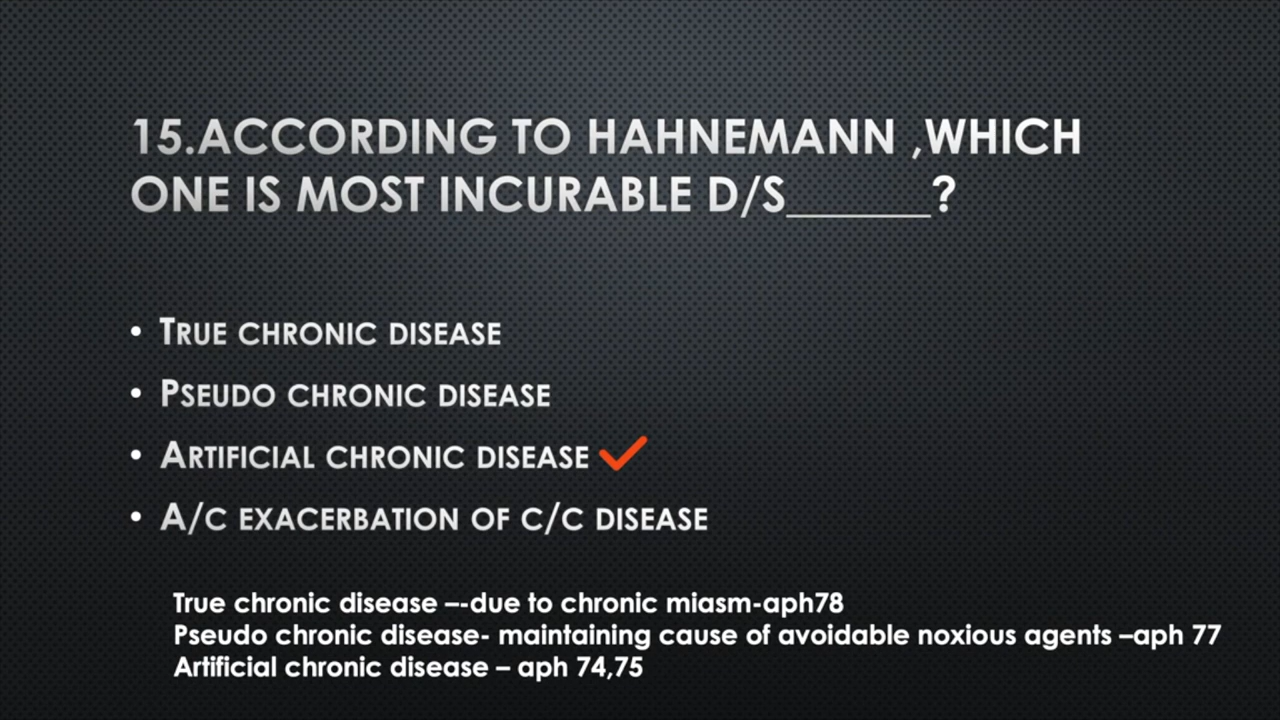 15.ACCORDING TO HAHNEMANN ,WHICH
ONE IS MOST INCURABLE D/S______?
• TRUE CHRONIC DISEASE
• PSEUDO CHRONIC DISEASE
• ARTIFICIAL CHRONIC DISEASE
• A/C EXACERBATION OF C/C DISEASE
True chronic disease –-due to chronic miasm-aph78
Pseudo chronic disease- maintaining cause of avoidable noxious agents –aph 77
Artificial chronic disease – aph 74,75